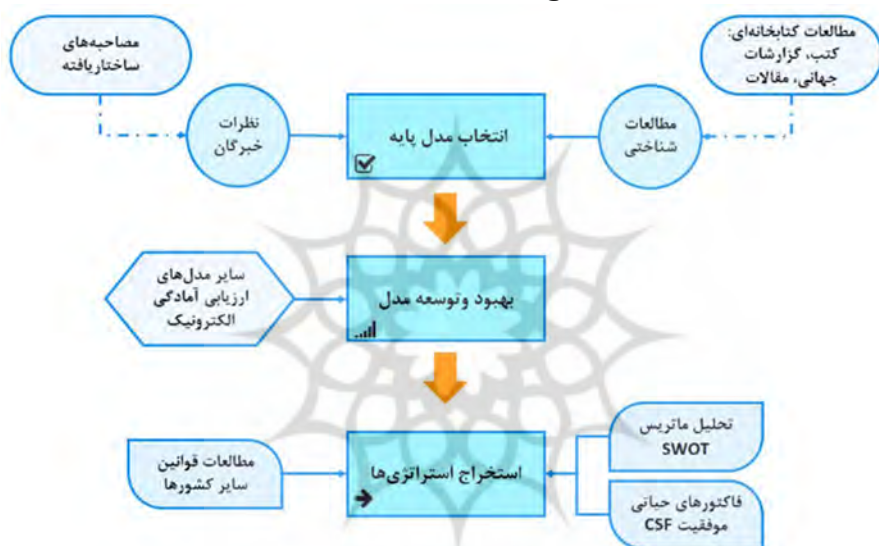 مطالعات کتابخانه‌ای:
کتب، گزارشات
جهانی، مقالات
مصاحبه‌های
ساختاریافته
مطالعات
شناختی
انتخاب مدل پایه
نظرات
خبرگان
بهبود وتوسعه مدل
سایر مدل‌های
ارزیابی آمادگی
الکترونیک
تحلیل ماتریس
SWOT
استخراج استراتژی‌ها
مطالعات قوانین
سایر کشورها
فاکتورهای حیاتی
موفقیت CSF